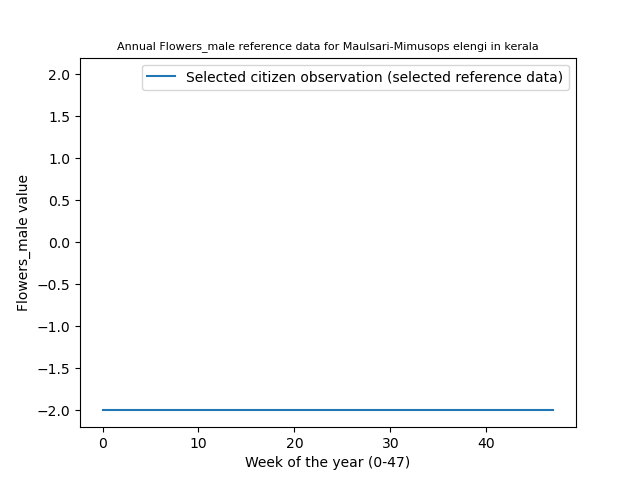 Annual Flowers_male reference data for Maulsari-Mimusops elengi in kerala
Selected citizen observation (selected reference data)
Flowers_male value
2.0
1.5
1.0
0.5
0.0
−0.5
−1.0
−1.5
−2.0
0 10 20 30 40
Week of the year (0-47)